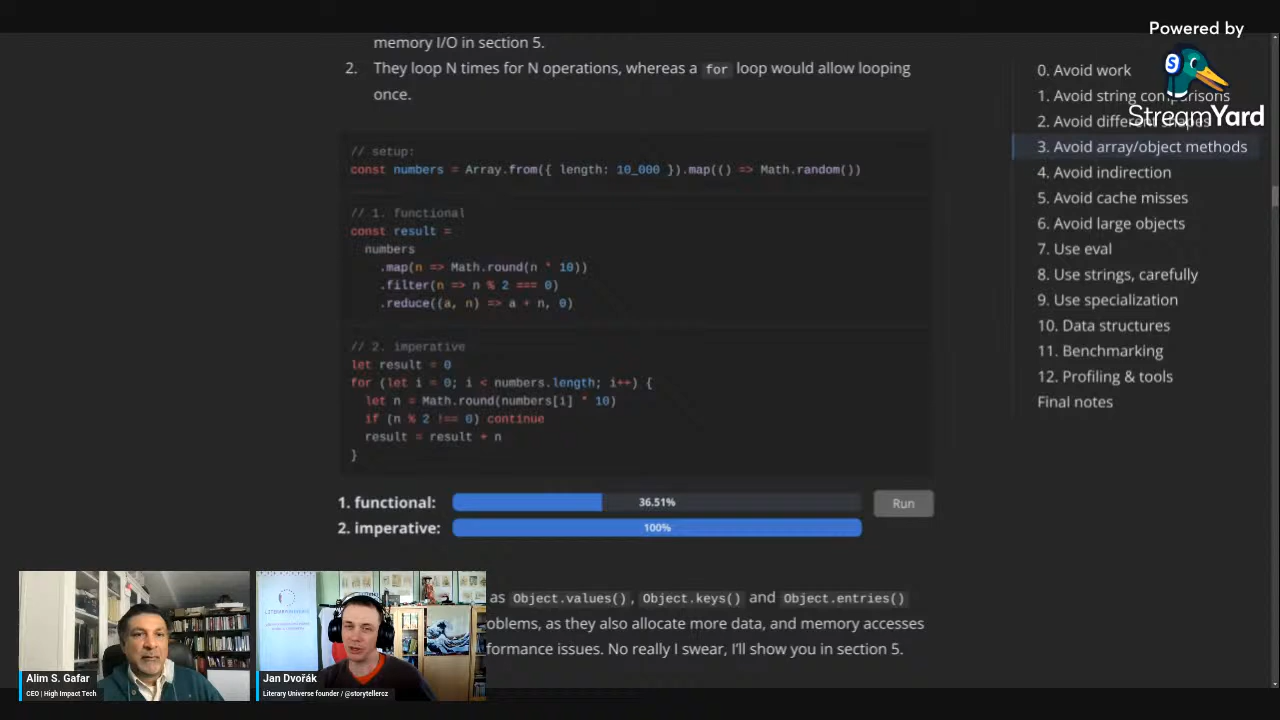 Powered by
StreamYard
memory I/O in section 5.
2. They loop N times for N operations, whereas a for loop would allow looping
once.
// setup:
const numbers = Array.from({ length: 10_000 }).map(() => Math.random())
// 1. functional
const result =
numbers
.map(n => Math.round(n * 10))
.filter(n => n % 2 === 0)
.reduce((a, n) => a + n, 0)
// 2. imperative
let result = 0
for (let i = 0; i < numbers.length; i++) {
let n = Math.round(numbers[i] * 10)
if (n % 2 !== 0) continue
result = result + n
}
1. functional: 36.51% Run
2. imperative: 100%
as Object.values(), Object.keys() and Object.entries()
oblems, as they also allocate more data, and memory accesses
formance issues. No really I swear, I'll show you in section 5.
0. Avoid work
1. Avoid string comparisons
2. Avoid different shapes
3. Avoid array/object methods
4. Avoid indirection
5. Avoid cache misses
6. Avoid large objects
7. Use eval
8. Use strings, carefully
9. Use specialization
10. Data structures
11. Benchmarking
12. Profiling & tools
Final notes
Alim S. Gafar
CEO | High Impact Tech
Jan Dvořák
Literary Universe founder / @storytellercz